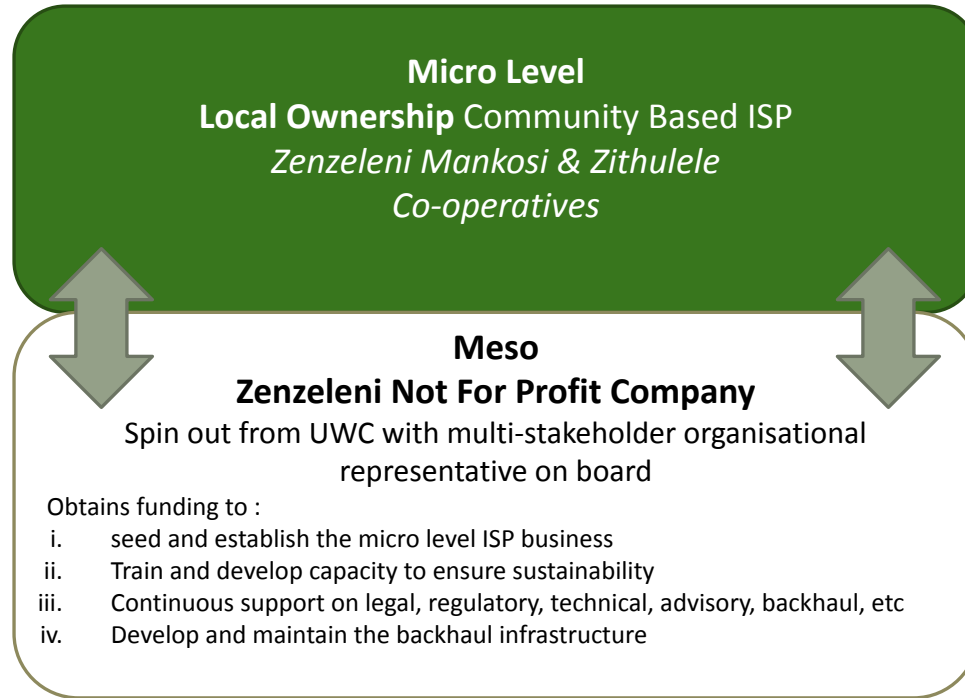 Micro Level
Local Ownership Community Based ISP
Zenzeleni Mankosi & Zithulele
Co-operatives
Meso
Zenzeleni Not For Profit Company
Spin out from UWC with multi-stakeholder organisational
representative on board
Obtains funding to :
i. seed and establish the micro level ISP business
ii. Train and develop capacity to ensure sustainability
iii. Continuous support on legal, regulatory, technical, advisory, backhaul, etc
iv. Develop and maintain the backhaul infrastructure